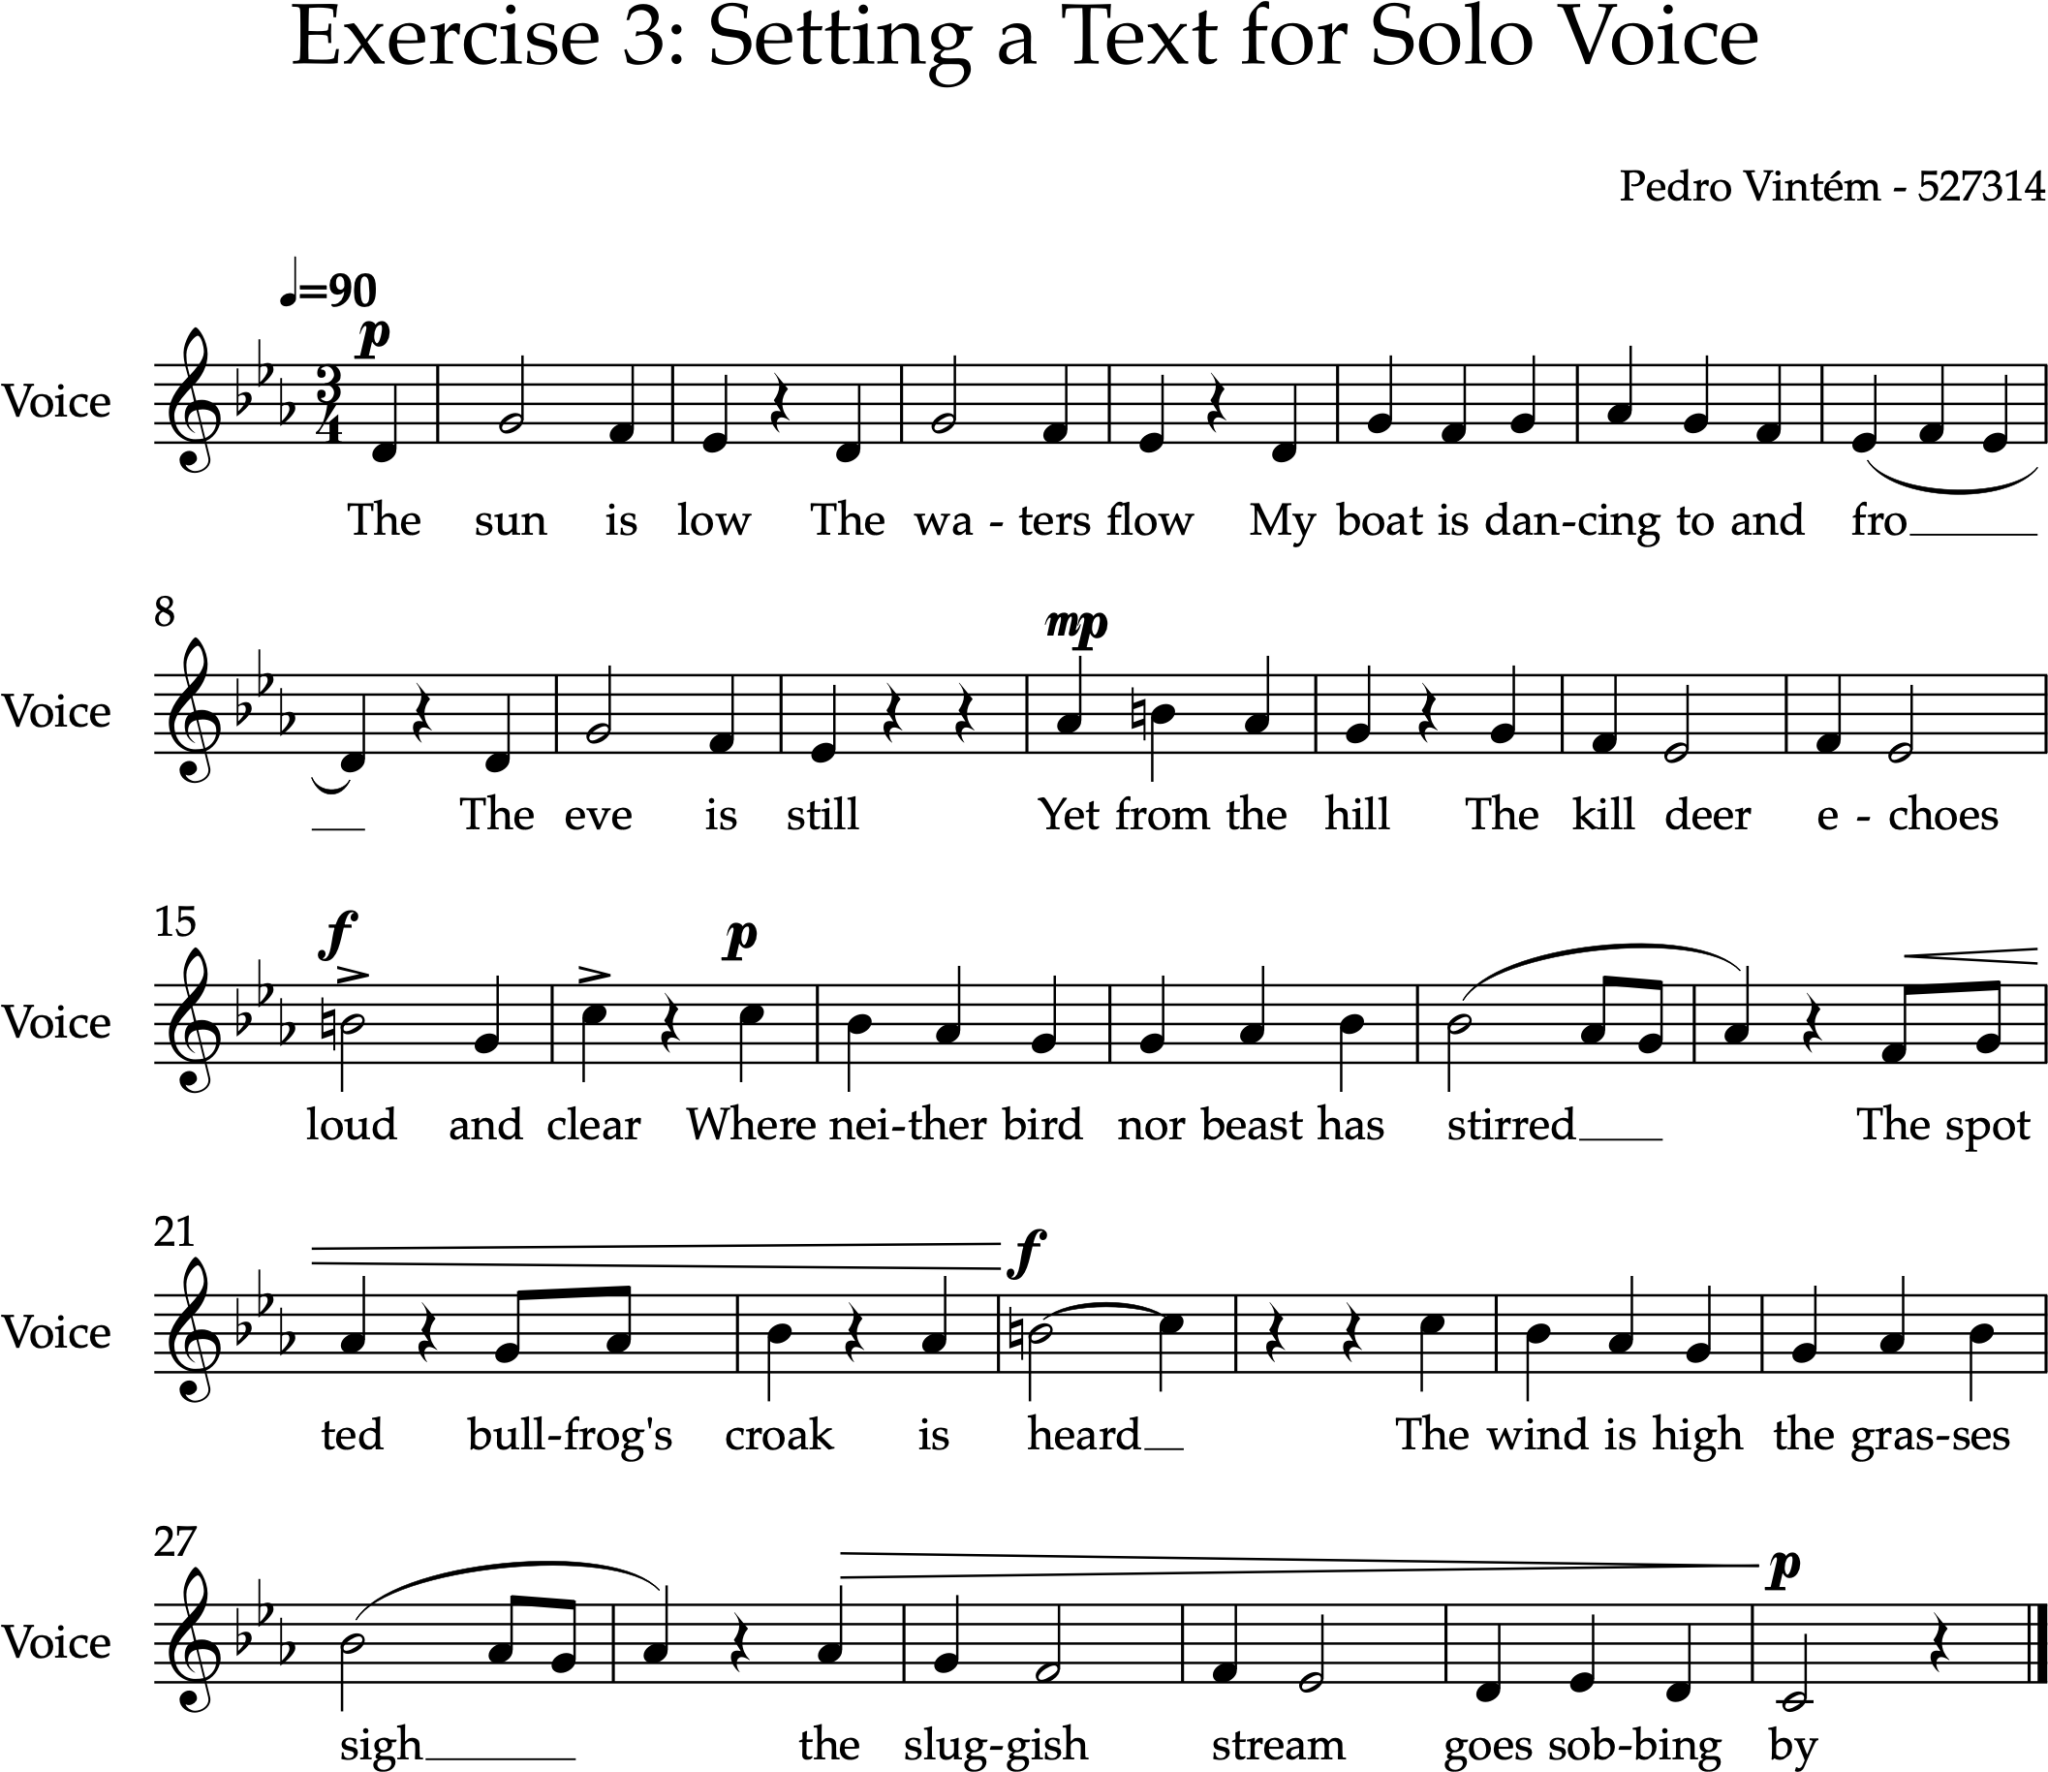 Exercise 3: Setting a Text for Solo Voice
Pedro Vintém - 527314
♩=90
p
Voice
3
4
The sun is low The wa - ters flow My boat is dan-cing to and fro
8
mp
Voice
The eve is still Yet from the hill The kill deer e - choes
15
f
p
Voice
loud and clear Where nei-ther bird nor beast has stirred The spot
21
f
Voice
ted bull-frog's croak is heard The wind is high the gras-ses
27
p
Voice
sigh the slug-gish stream goes sob-bing by